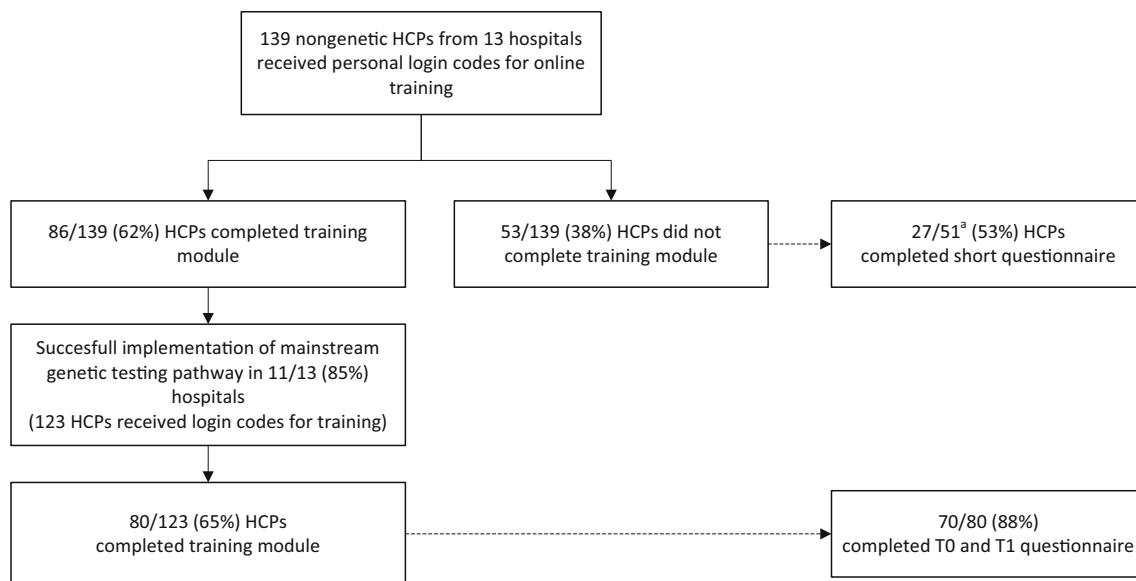 139 nongenetic HCPs from 13 hospitals
received personal login codes for online
training
86/139 (62%) HCPs completed training
module
53/139 (38%) HCPs did not
complete training module
27/51ᵃ (53%) HCPs
completed short questionnaire
Succesfull implementation of mainstream
genetic testing pathway in 11/13 (85%)
hospitals
(123 HCPs received login codes for training)
80/123 (65%) HCPs
completed training module
70/80 (88%)
completed T0 and T1 questionnaire